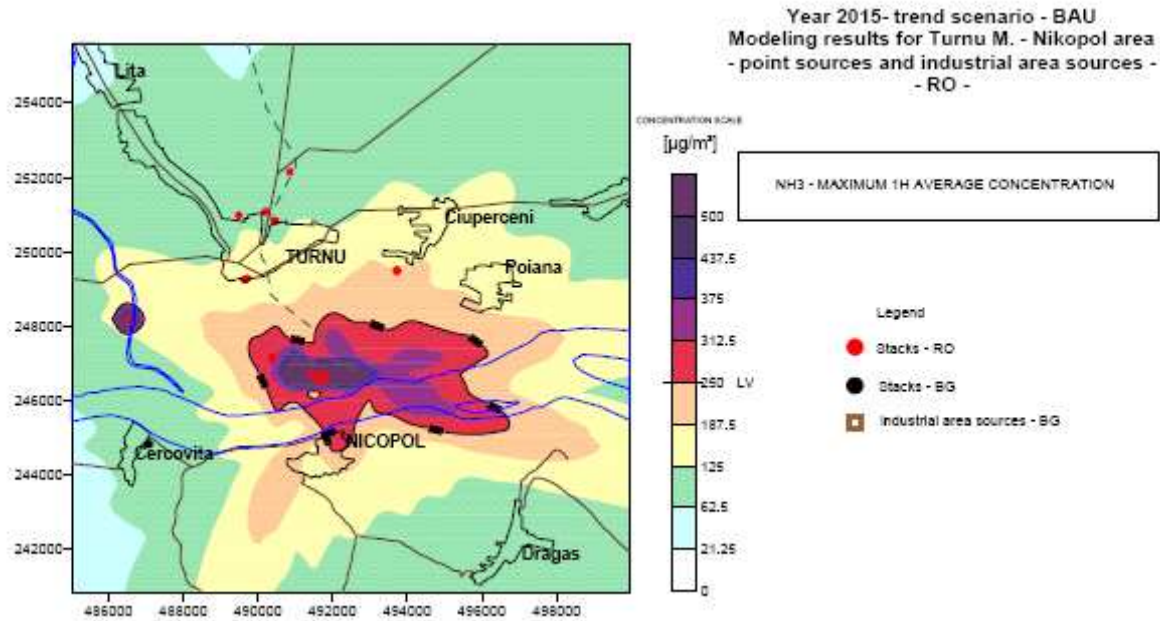 Year 2015- trend scenario - BAU
Modeling results for Turnu M. - Nikopol area
- point sources and industrial area sources -
- RO -
CONCENTRATION SCALE
[µg/m³]
NH3 - MAXIMUM 1H AVERAGE CONCENTRATION
500
437.5
375
312.5
250 LV
187.5
125
62.5
21.25
0
Legend
Stacks - RO
Stacks - BG
Industrial area sources - BG
Lita
Ciuperceni
TURNU
Poiana
NICOPOL
Cercovita
Dragas
254000
252000
250000
248000
246000
244000
242000
486000 488000 490000 492000 494000 496000 498000